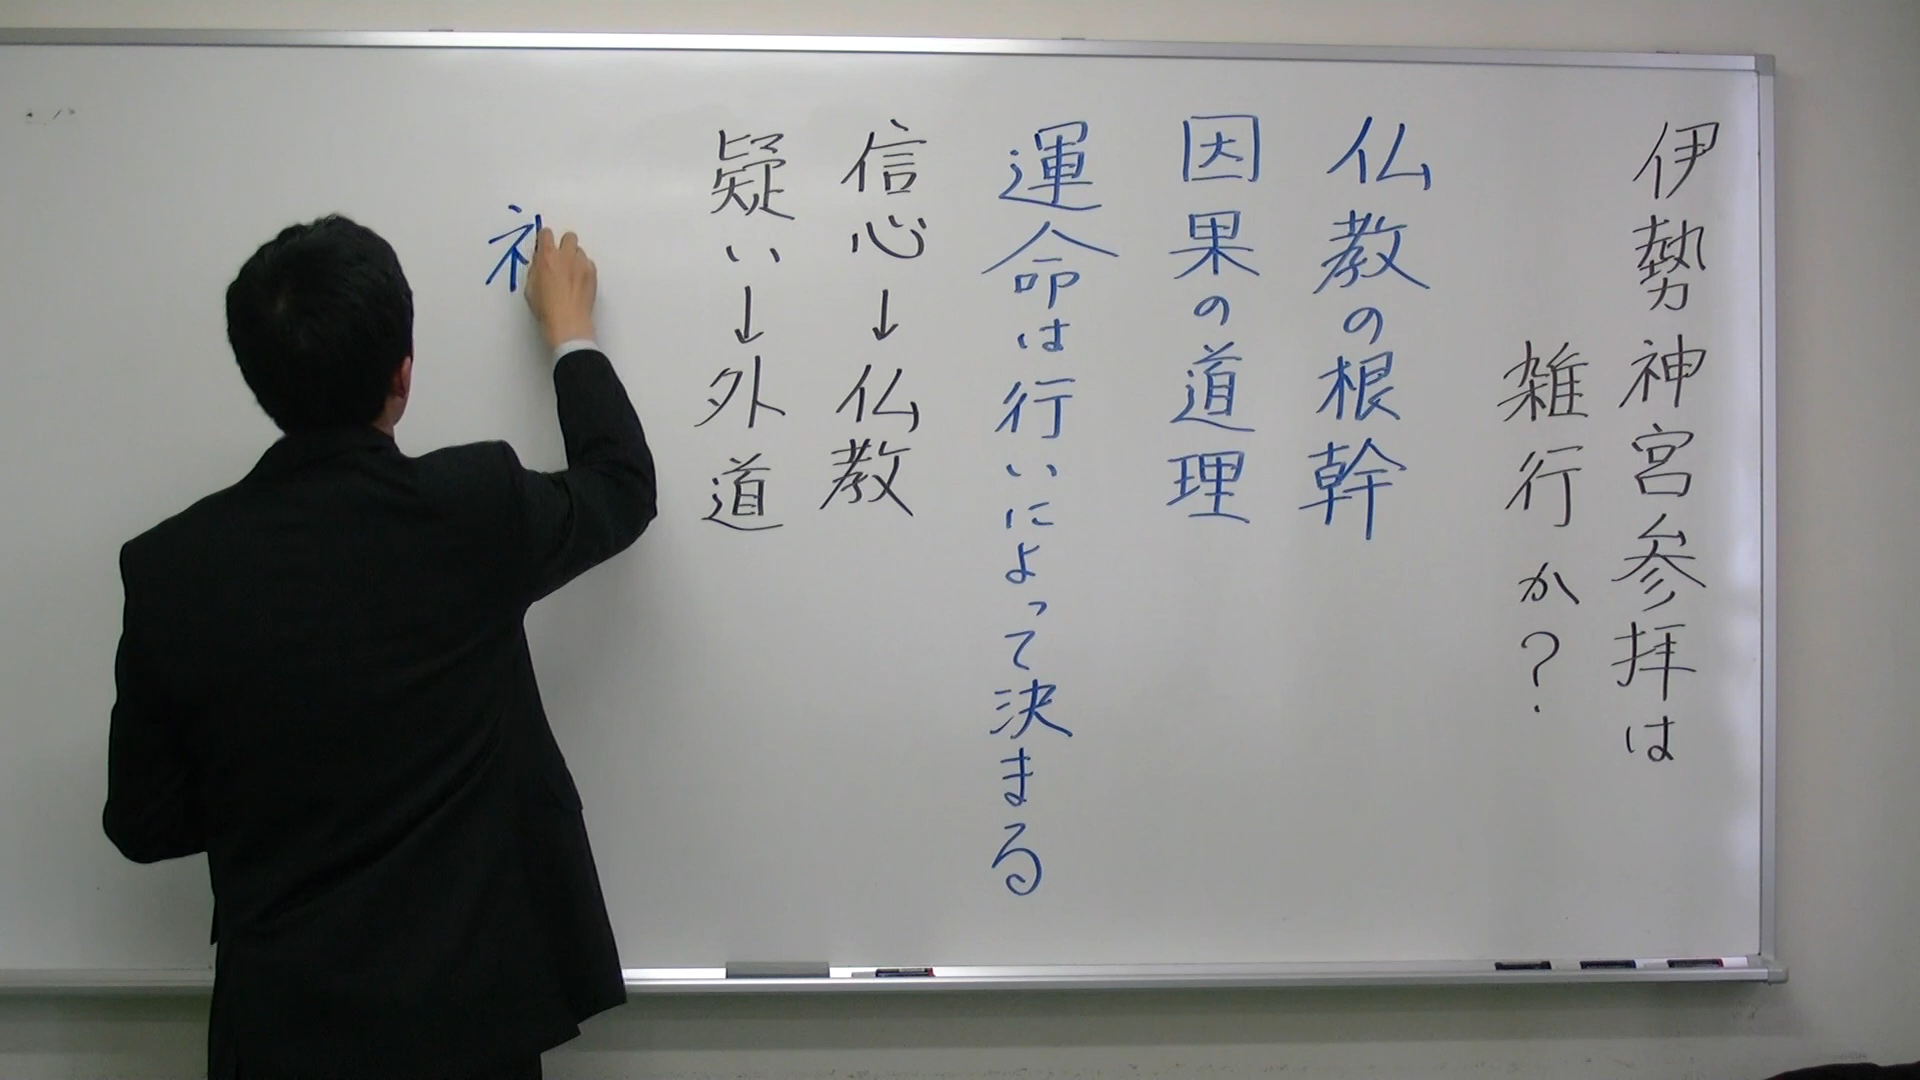 伊勢神宮参拝は
雑行か?
仏教の根幹
因果の道理
運命は行いによって決まる
信心→仏教
疑い→外道